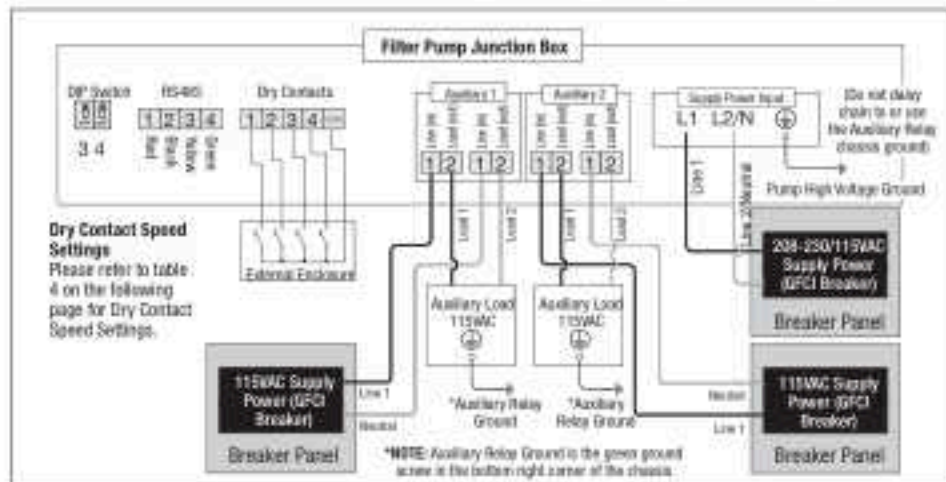 Filter Pump Junction Box
DIP Switch
3 4
RS485
1 2 3 4
Red
Black
Yellow
Green
Dry Contacts
1 2 3 4
Auxiliary 1
Line (in)
Load (out)
Line (in)
Load (out)
1 2
1 2
Auxiliary 2
Line (in)
Load (out)
Line (in)
Load (out)
1 2
1 2
Supply Power Input
L1 L2/N
(Do not daisy
chain to or use
the Auxiliary Relay
chassis ground)
Pump High Voltage Ground
Line 1
Line 2/Neutral
Load 1
Load 2
Load 1
Load 2
External Enclosure
Dry Contact Speed
Settings
Please refer to table
4 on the following
page for Dry Contact
Speed Settings.
Auxiliary Load
115VAC
Auxiliary Load
115VAC
*Auxiliary Relay
Ground
*Auxiliary
Relay Ground
208-230/115VAC
Supply Power
(GFCI Breaker)
Breaker Panel
115VAC Supply
Power (GFCI
Breaker)
Breaker Panel
Line 1
Neutral
Neutral
Line 1
115VAC Supply
Power (GFCI
Breaker)
Breaker Panel
*NOTE: Auxiliary Relay Ground is the green ground
screw in the bottom right corner of the chassis